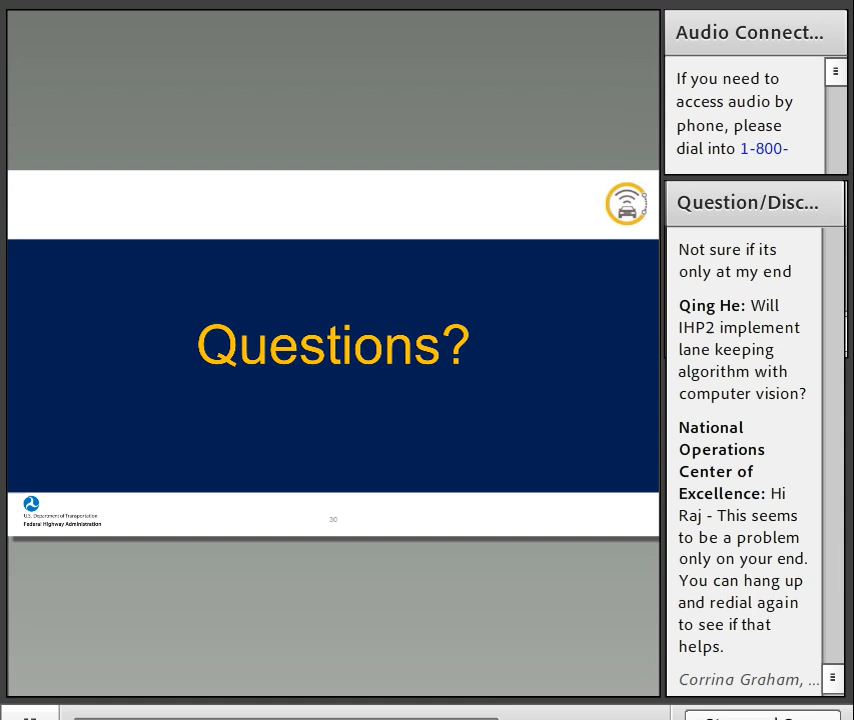 Questions?
U.S. Department of Transportation
Federal Highway Administration
30
Audio Connect...
If you need to
access audio by
phone, please
dial into 1-800-
Question/Disc...
Not sure if its
only at my end
Qing He: Will
IHP2 implement
lane keeping
algorithm with
computer vision?
National
Operations
Center of
Excellence: Hi
Raj - This seems
to be a problem
only on your end.
You can hang up
and redial again
to see if that
helps.
Corrina Graham, ...